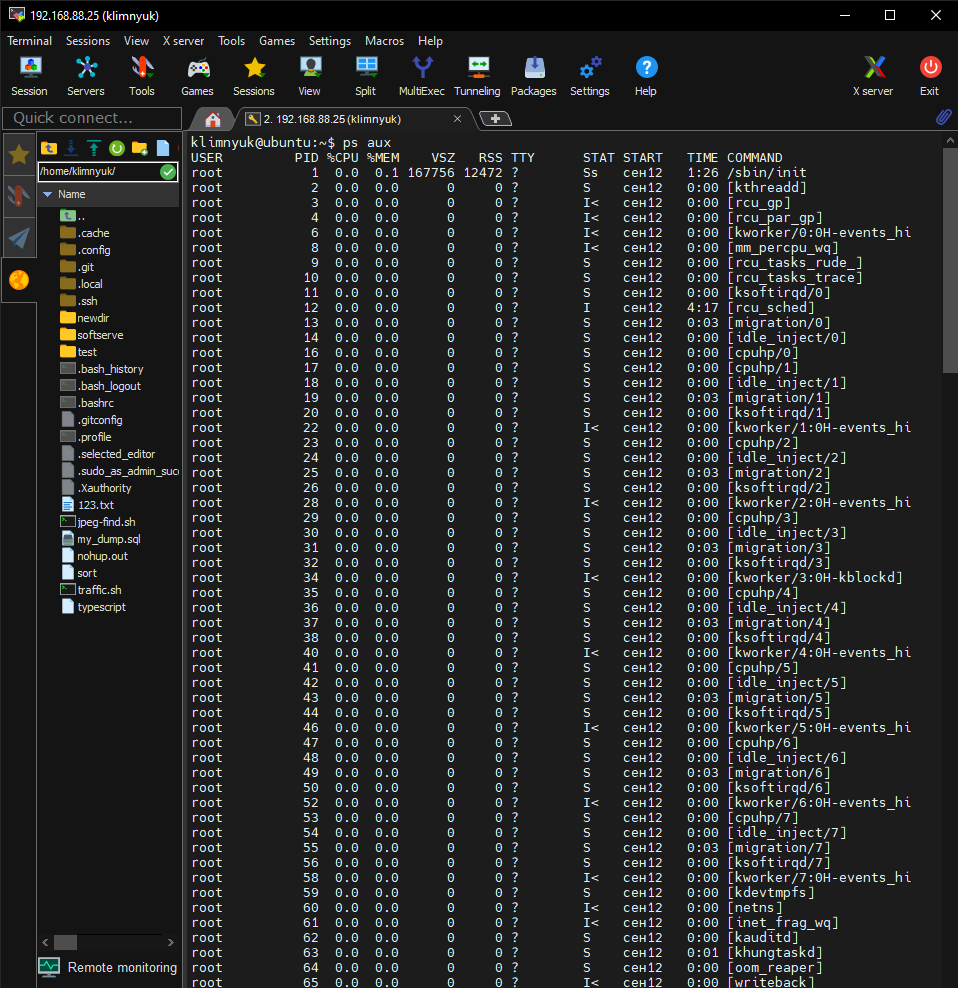 192.168.88.25 (klimnyuk)
Terminal Sessions View X server Tools Games Settings Macros Help
Session Servers Tools Games Sessions View Split MultiExec Tunneling Packages Settings Help X server Exit
Quick connect...
2. 192.168.88.25 (klimnyuk)
/home/klimnyuk/
Name
..
.cache
.config
.git
.local
.ssh
newdir
softserve
test
.bash_history
.bash_logout
.bashrc
.gitconfig
.profile
.selected_editor
.sudo_as_admin_succ
.Xauthority
123.txt
jpeg-find.sh
my_dump.sql
nohup.out
sort
traffic.sh
typescript
Remote monitoring
klimnyuk@ubuntu:~$ ps aux
USER PID %CPU %MEM VSZ RSS TTY STAT START TIME COMMAND
root 1 0.0 0.1 167756 12472 ? Ss сен12 1:26 /sbin/init
root 2 0.0 0.0 0 0 ? S сен12 0:00 [kthreadd]
root 3 0.0 0.0 0 0 ? I< сен12 0:00 [rcu_gp]
root 4 0.0 0.0 0 0 ? I< сен12 0:00 [rcu_par_gp]
root 6 0.0 0.0 0 0 ? I< сен12 0:00 [kworker/0:0H-events_hi
root 8 0.0 0.0 0 0 ? I< сен12 0:00 [mm_percpu_wq]
root 9 0.0 0.0 0 0 ? S сен12 0:00 [rcu_tasks_rude_]
root 10 0.0 0.0 0 0 ? S сен12 0:00 [rcu_tasks_trace]
root 11 0.0 0.0 0 0 ? S сен12 0:00 [ksoftirqd/0]
root 12 0.0 0.0 0 0 ? I сен12 4:17 [rcu_sched]
root 13 0.0 0.0 0 0 ? S сен12 0:03 [migration/0]
root 14 0.0 0.0 0 0 ? S сен12 0:00 [idle_inject/0]
root 16 0.0 0.0 0 0 ? S сен12 0:00 [cpuhp/0]
root 17 0.0 0.0 0 0 ? S сен12 0:00 [cpuhp/1]
root 18 0.0 0.0 0 0 ? S сен12 0:00 [idle_inject/1]
root 19 0.0 0.0 0 0 ? S сен12 0:03 [migration/1]
root 20 0.0 0.0 0 0 ? S сен12 0:00 [ksoftirqd/1]
root 22 0.0 0.0 0 0 ? I< сен12 0:00 [kworker/1:0H-events_hi
root 23 0.0 0.0 0 0 ? S сен12 0:00 [cpuhp/2]
root 24 0.0 0.0 0 0 ? S сен12 0:00 [idle_inject/2]
root 25 0.0 0.0 0 0 ? S сен12 0:03 [migration/2]
root 26 0.0 0.0 0 0 ? S сен12 0:00 [ksoftirqd/2]
root 28 0.0 0.0 0 0 ? I< сен12 0:00 [kworker/2:0H-events_hi
root 29 0.0 0.0 0 0 ? S сен12 0:00 [cpuhp/3]
root 30 0.0 0.0 0 0 ? S сен12 0:00 [idle_inject/3]
root 31 0.0 0.0 0 0 ? S сен12 0:03 [migration/3]
root 32 0.0 0.0 0 0 ? S сен12 0:00 [ksoftirqd/3]
root 34 0.0 0.0 0 0 ? I< сен12 0:00 [kworker/3:0H-kblockd]
root 35 0.0 0.0 0 0 ? S сен12 0:00 [cpuhp/4]
root 36 0.0 0.0 0 0 ? S сен12 0:00 [idle_inject/4]
root 37 0.0 0.0 0 0 ? S сен12 0:03 [migration/4]
root 38 0.0 0.0 0 0 ? S сен12 0:00 [ksoftirqd/4]
root 40 0.0 0.0 0 0 ? I< сен12 0:00 [kworker/4:0H-events_hi
root 41 0.0 0.0 0 0 ? S сен12 0:00 [cpuhp/5]
root 42 0.0 0.0 0 0 ? S сен12 0:00 [idle_inject/5]
root 43 0.0 0.0 0 0 ? S сен12 0:03 [migration/5]
root 44 0.0 0.0 0 0 ? S сен12 0:00 [ksoftirqd/5]
root 46 0.0 0.0 0 0 ? I< сен12 0:00 [kworker/5:0H-events_hi
root 47 0.0 0.0 0 0 ? S сен12 0:00 [cpuhp/6]
root 48 0.0 0.0 0 0 ? S сен12 0:00 [idle_inject/6]
root 49 0.0 0.0 0 0 ? S сен12 0:03 [migration/6]
root 50 0.0 0.0 0 0 ? S сен12 0:00 [ksoftirqd/6]
root 52 0.0 0.0 0 0 ? I< сен12 0:00 [kworker/6:0H-events_hi
root 53 0.0 0.0 0 0 ? S сен12 0:00 [cpuhp/7]
root 54 0.0 0.0 0 0 ? S сен12 0:00 [idle_inject/7]
root 55 0.0 0.0 0 0 ? S сен12 0:03 [migration/7]
root 56 0.0 0.0 0 0 ? S сен12 0:00 [ksoftirqd/7]
root 58 0.0 0.0 0 0 ? I< сен12 0:00 [kworker/7:0H-events_hi
root 59 0.0 0.0 0 0 ? S сен12 0:00 [kdevtmpfs]
root 60 0.0 0.0 0 0 ? I< сен12 0:00 [netns]
root 61 0.0 0.0 0 0 ? I< сен12 0:00 [inet_frag_wq]
root 62 0.0 0.0 0 0 ? S сен12 0:00 [kauditd]
root 63 0.0 0.0 0 0 ? S сен12 0:01 [khungtaskd]
root 64 0.0 0.0 0 0 ? S сен12 0:00 [oom_reaper]
root 65 0.0 0.0 0 0 ? I< сен12 0:00 [writeback]